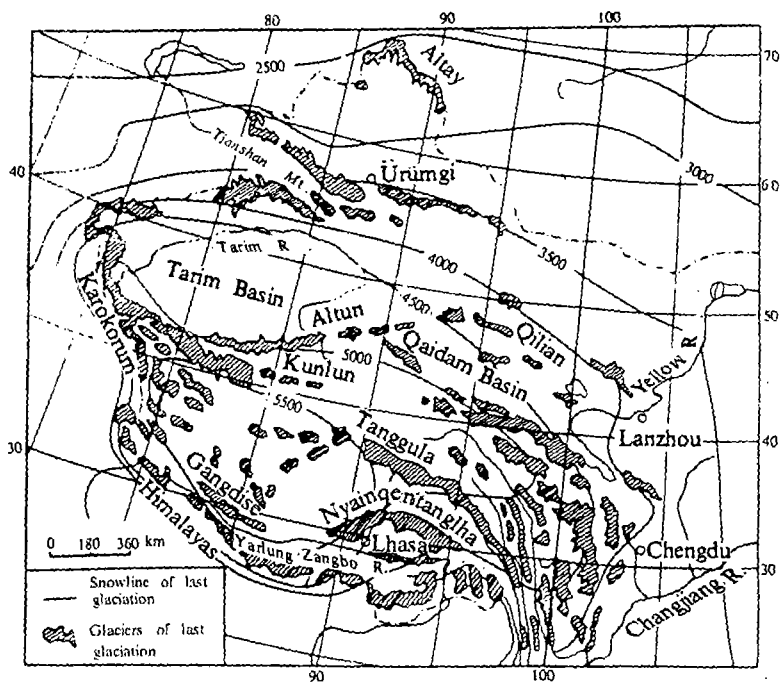 80
90
100
70
2500
Altay
Tianshan Mt.
Ürümgi
40
3000
60
Tarim R
3500
Tarim Basin
4000
4500
50
Karokorum
Altun
Qilian
Kunlun
5000
Qaidam Basin
Yellow R.
5500
Tanggula
Lanzhou
40
30
Gangdise
Nyainqentanglha
Himalayas
Lhasa
Yarlung Zangbo R.
Chengdu
0 180 360 km
30
Changjiang R.
Snowline of last
glaciation
Glaciers of last
glaciation
90
100